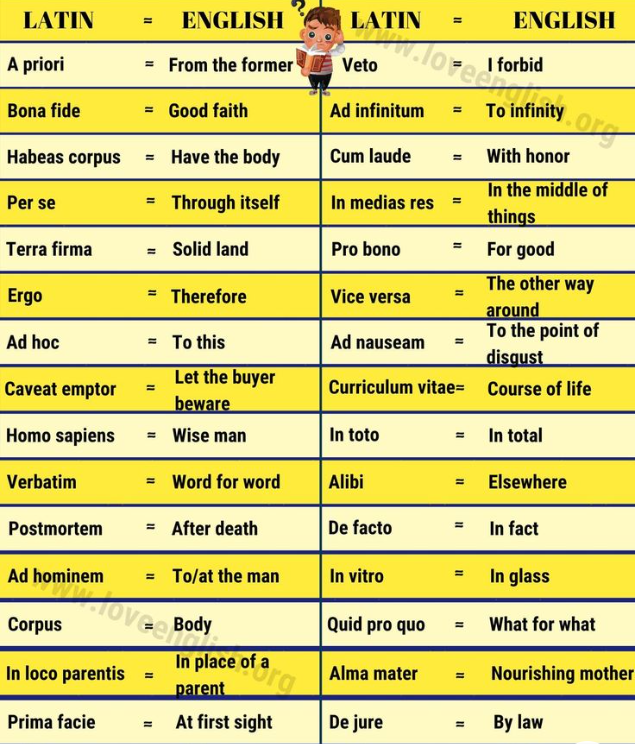 LATIN ≈ ENGLISH LATIN ≈ ENGLISH
www.loveenglish.org
A priori ≈ From the former Veto ≈ I forbid
Bona fide ≈ Good faith Ad infinitum ≈ To infinity
Habeas corpus ≈ Have the body Cum laude ≈ With honor
Per se ≈ Through itself In medias res ≈ In the middle of
things
Terra firma ≈ Solid land Pro bono ≈ For good
Ergo ≈ Therefore Vice versa ≈ The other way
around
Ad hoc ≈ To this Ad nauseam ≈ To the point of
disgust
Caveat emptor ≈ Let the buyer
beware
Curriculum vitae≈ Course of life
Homo sapiens ≈ Wise man In toto ≈ In total
Verbatim ≈ Word for word Alibi ≈ Elsewhere
Postmortem ≈ After death De facto ≈ In fact
Ad hominem ≈ To/at the man In vitro ≈ In glass
www.loveenglish.org
Corpus ≈ Body Quid pro quo ≈ What for what
In loco parentis ≈ In place of a
parent
Alma mater ≈ Nourishing mother
Prima facie ≈ At first sight De jure ≈ By law